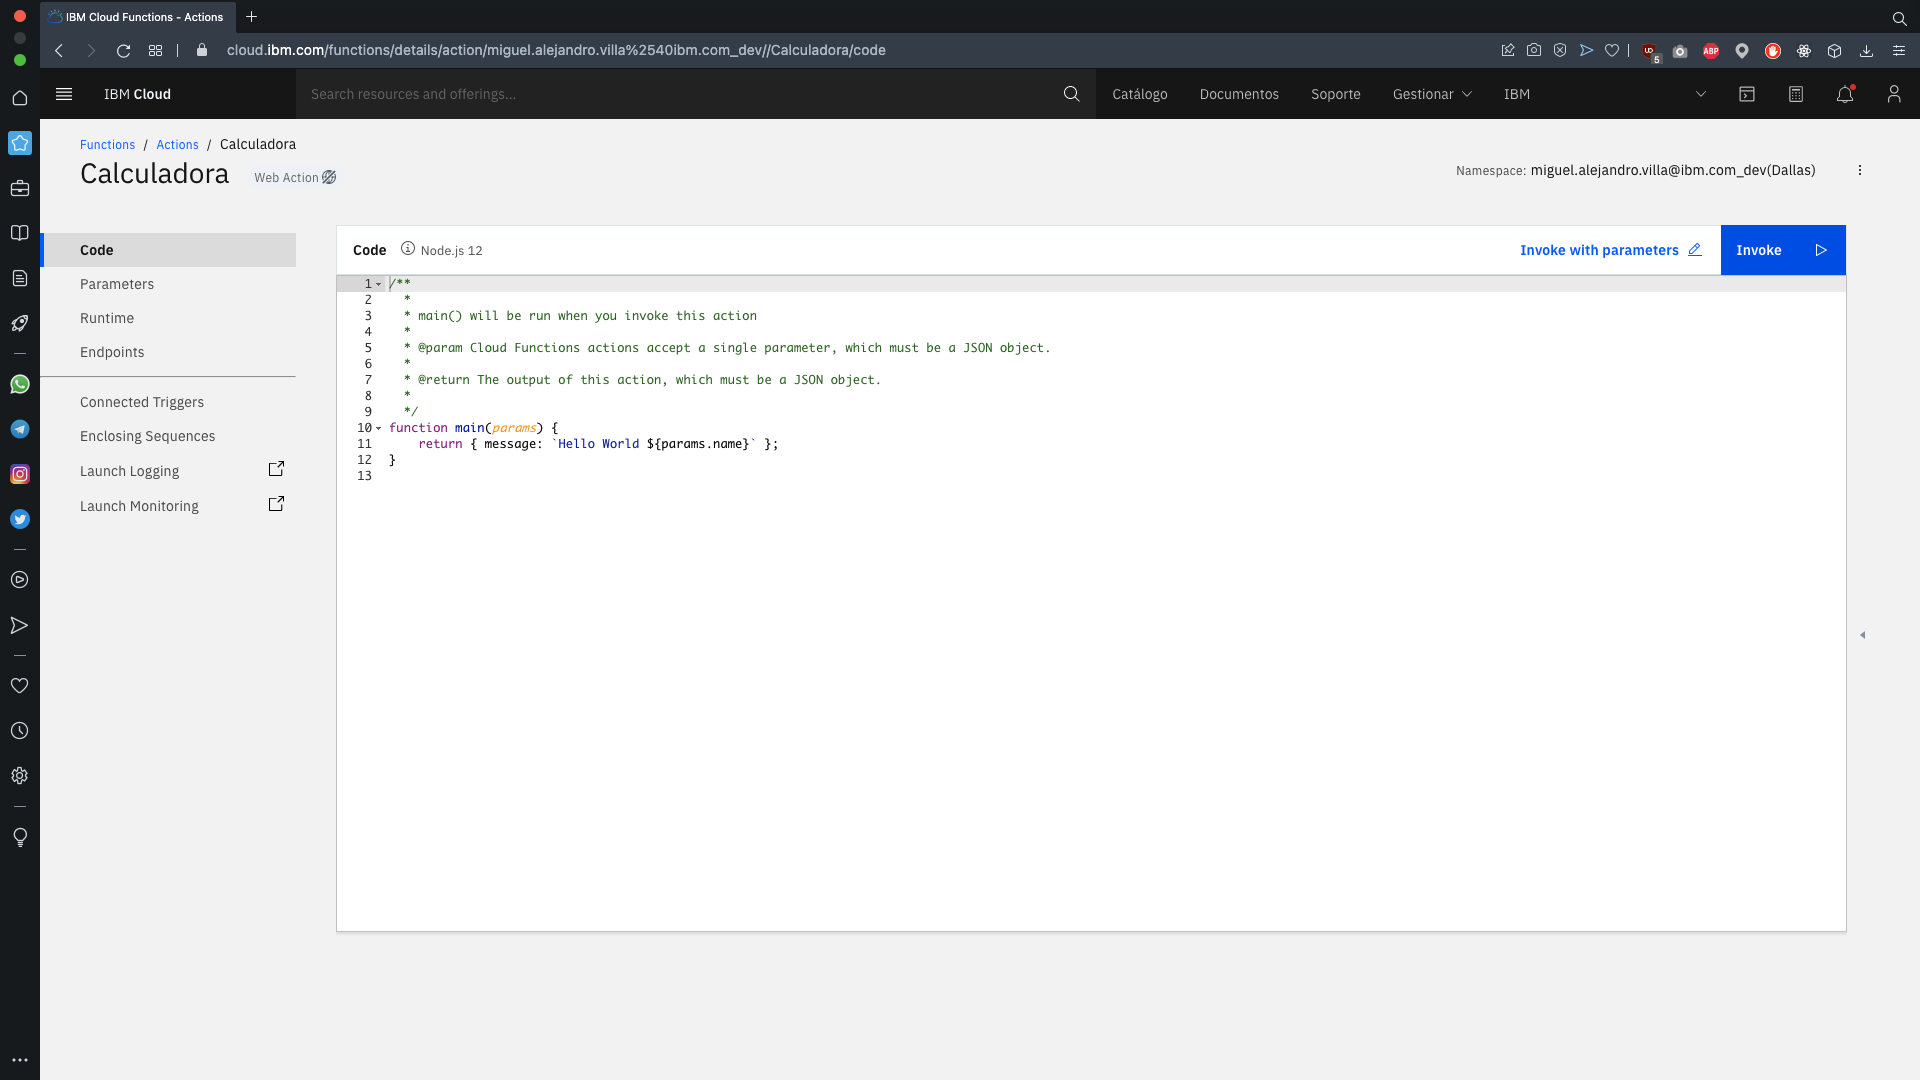 IBM Cloud Functions - Actions
cloud.ibm.com/functions/details/action/miguel.alejandro.villa%2540ibm.com_dev//Calculadora/code
5
ABP
IBM Cloud
Search resources and offerings...
Catálogo
Documentos
Soporte
Gestionar
IBM
Functions / Actions / Calculadora
Calculadora
Web Action
Namespace: miguel.alejandro.villa@ibm.com_dev(Dallas)
Code
Parameters
Runtime
Endpoints
Connected Triggers
Enclosing Sequences
Launch Logging
Launch Monitoring
Code
Node.js 12
Invoke with parameters
Invoke
1 /**
2 *
3 * main() will be run when you invoke this action
4 *
5 * @param Cloud Functions actions accept a single parameter, which must be a JSON object.
6 *
7 * @return The output of this action, which must be a JSON object.
8 *
9 */
10 function main(params) {
11 return { message: `Hello World ${params.name}` };
12 }
13